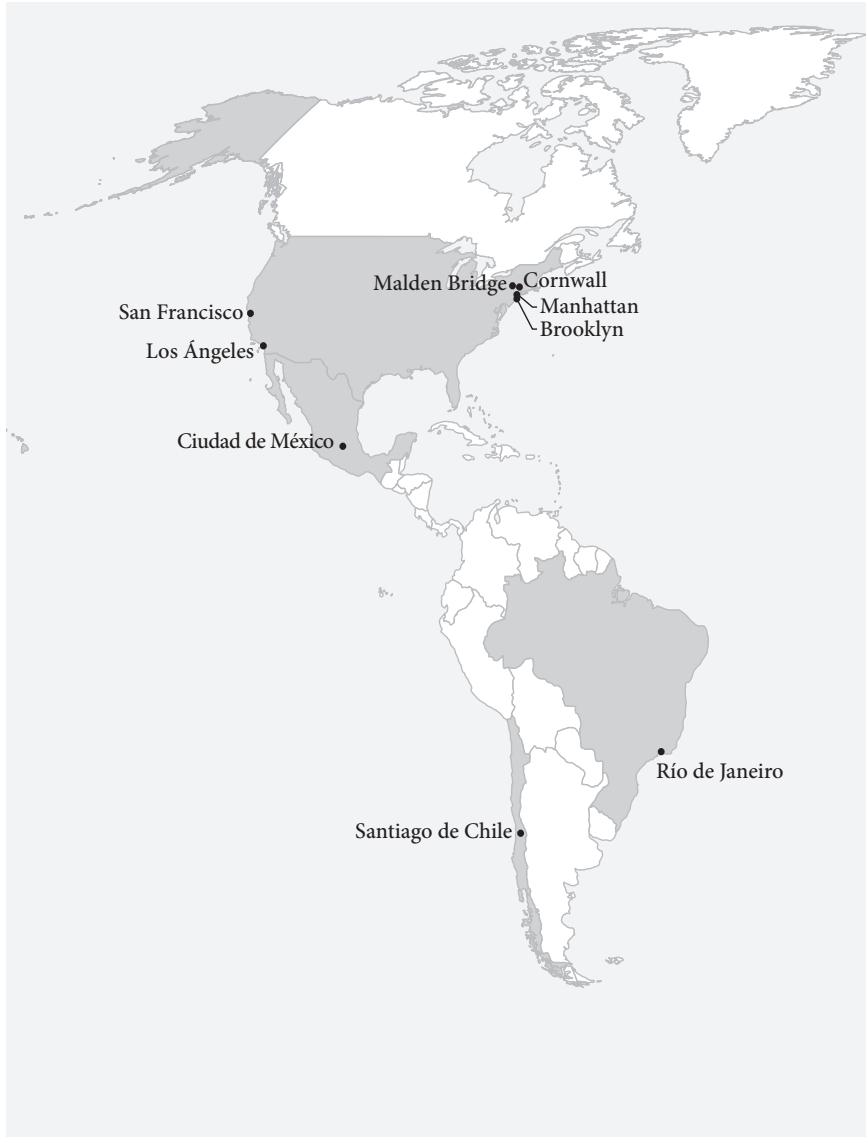 Malden Bridge
Cornwall
Manhattan
San Francisco
Brooklyn
Los Ángeles
Ciudad de México
Río de Janeiro
Santiago de Chile